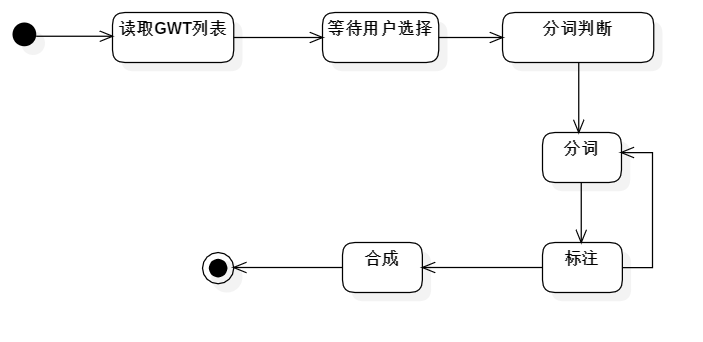 读取GWT列表
等待用户选择
分词判断
分词
标注
合成